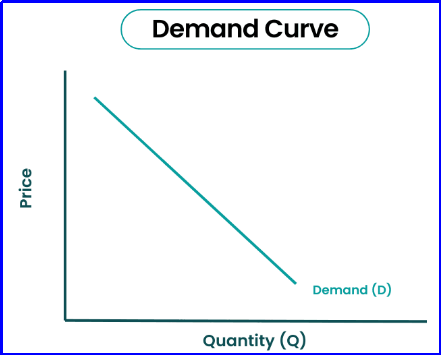 Demand Curve
Price
Demand (D)
Quantity (Q)